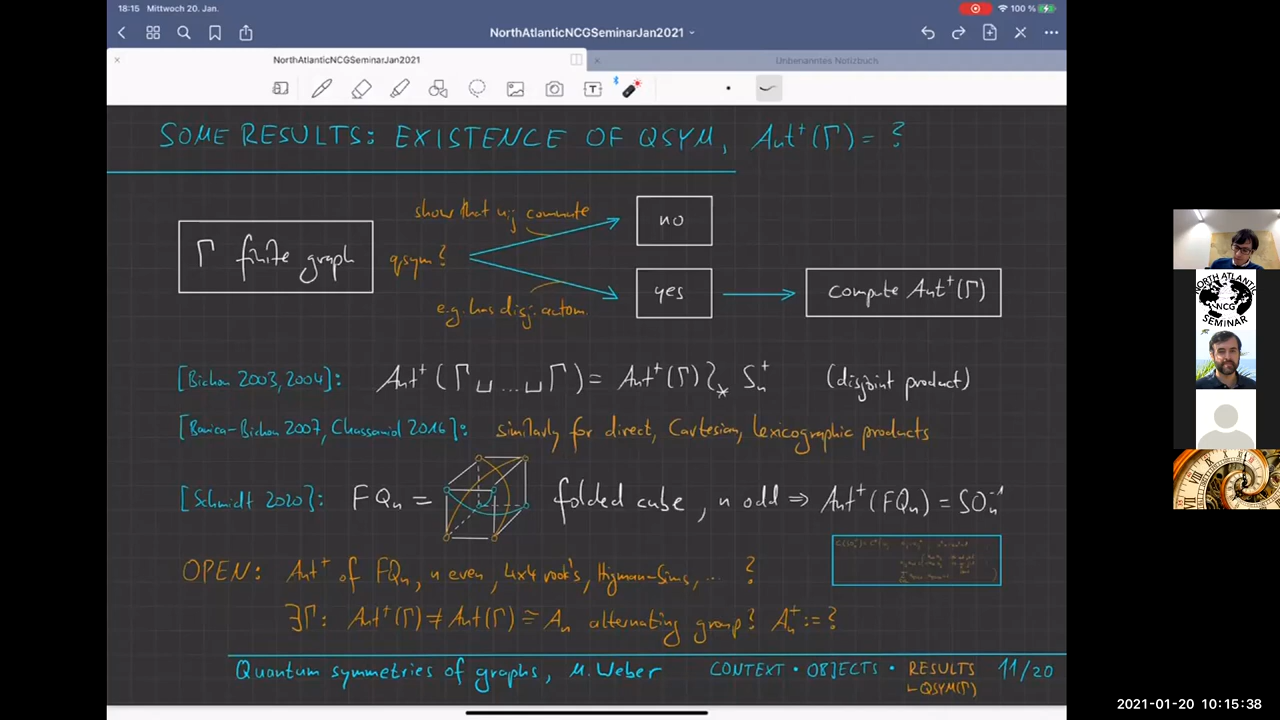 18:15 Mittwoch 20. Jan.
100 %
NorthAtlanticNCGSeminarJan2021
NorthAtlanticNCGSeminarJan2021
Unbenanntes Notizbuch
SOME RESULTS: EXISTENCE OF QSYM, Aut⁺(Γ) = ?
Γ finite graph
qsym?
show that uᵢⱼ commute
no
e.g. has disj. autom.
yes
compute Aut⁺(Γ)
[Bichon 2003, 2004]: Aut⁺(Γ ⊔ ... ⊔ Γ) = Aut⁺(Γ) ≀_* Sₙ⁺ (disjoint product)
[Banica-Bichon 2007, Chassaniol 2016]: similarly for direct, Cartesian, lexicographic products
[Schmidt 2020]: FQₙ = folded cube, n odd ⇒ Aut⁺(FQₙ) = SOₙ⁻¹
OPEN: Aut⁺ of FQₙ, n even, 4x4 rook's, Higman-Sims, ... ?
∃Γ: Aut⁺(Γ) ≠ Aut(Γ) ≅ Aₙ alternating group? Aₙ⁺ := ?
Quantum symmetries of graphs, M. Weber
CONTEXT • OBJECTS • RESULTS 11/20
QSYM(Γ)
NORTH ATLANTIC
NCG
SEMINAR
2021-01-20 10:15:38